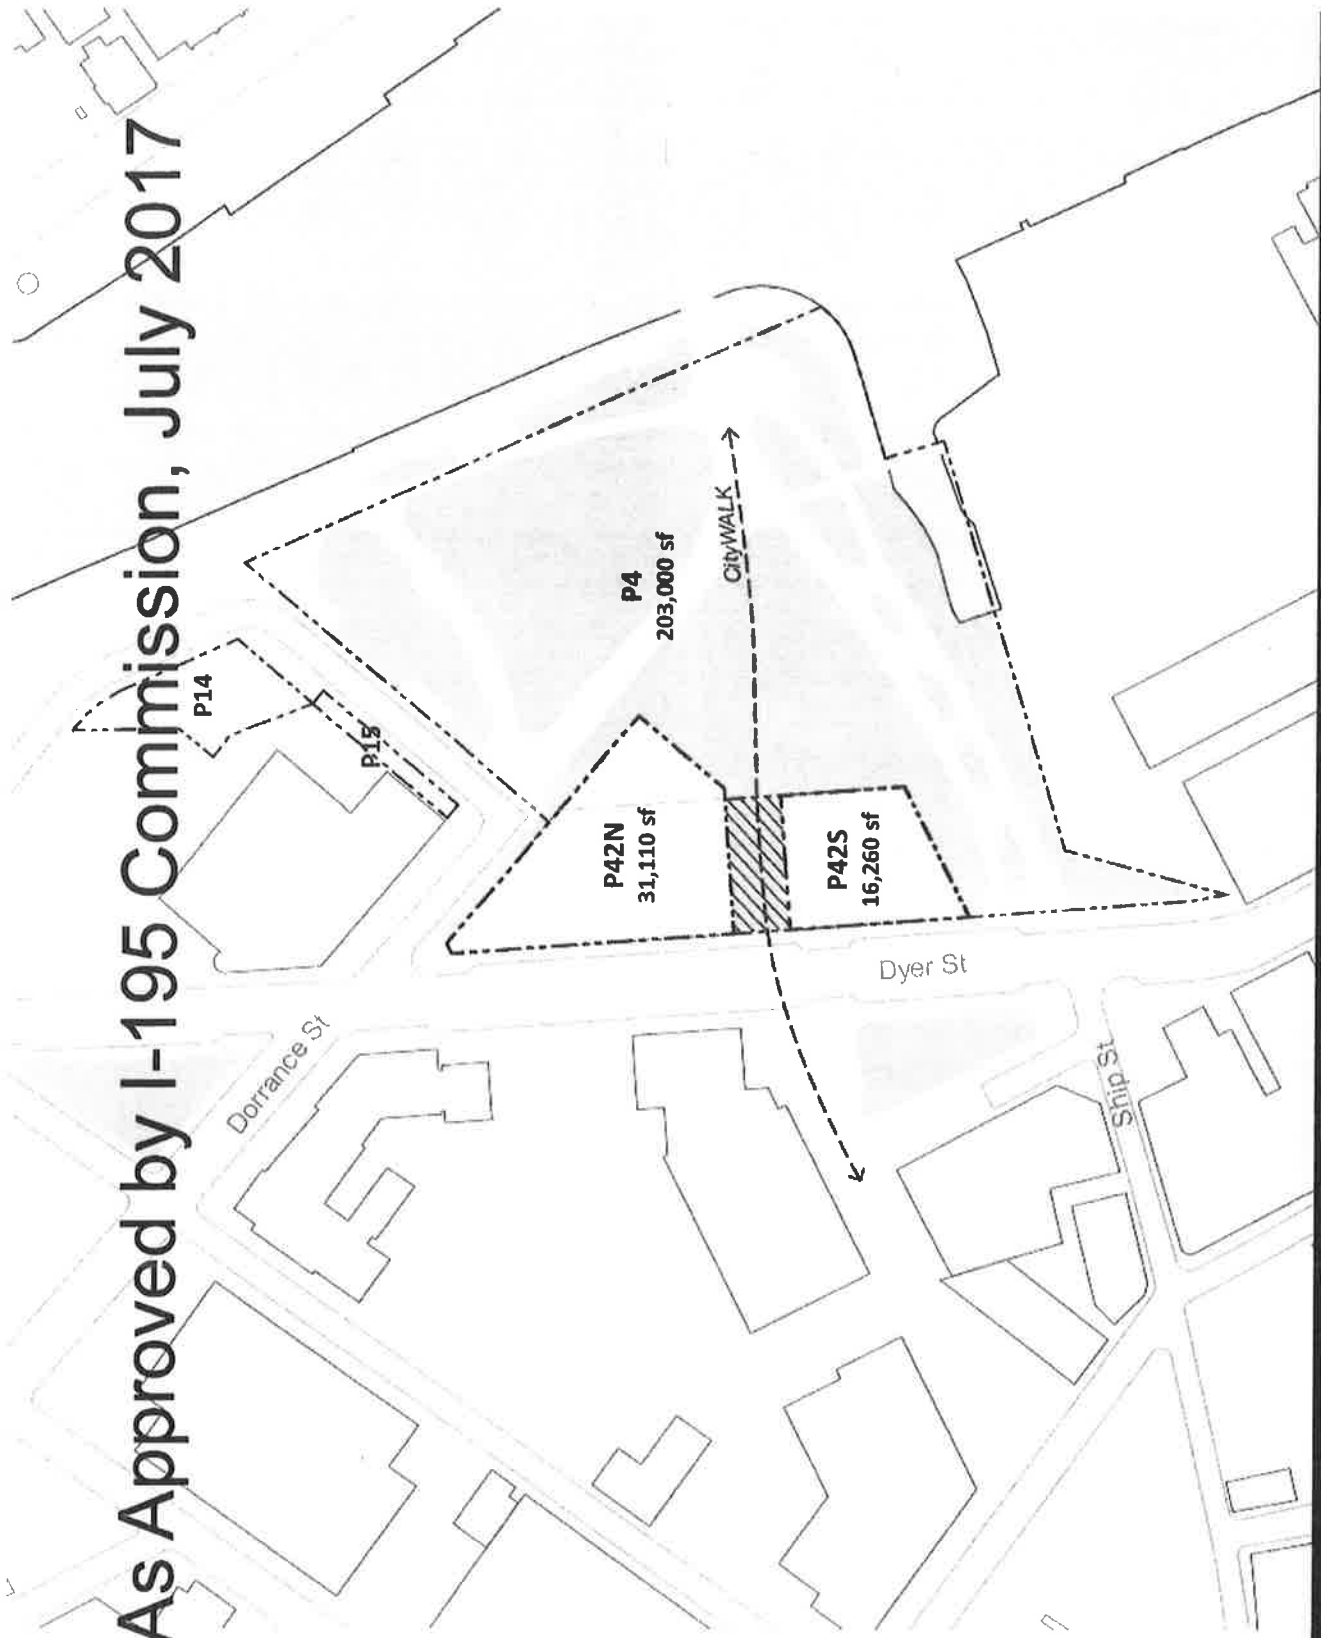 As Approved by I-195 Commission, July 2017
P14
P15
P4
203,000 sf
CityWALK
P42N
31,110 sf
P42S
16,260 sf
Dyer St
Dorrance St
Ship St